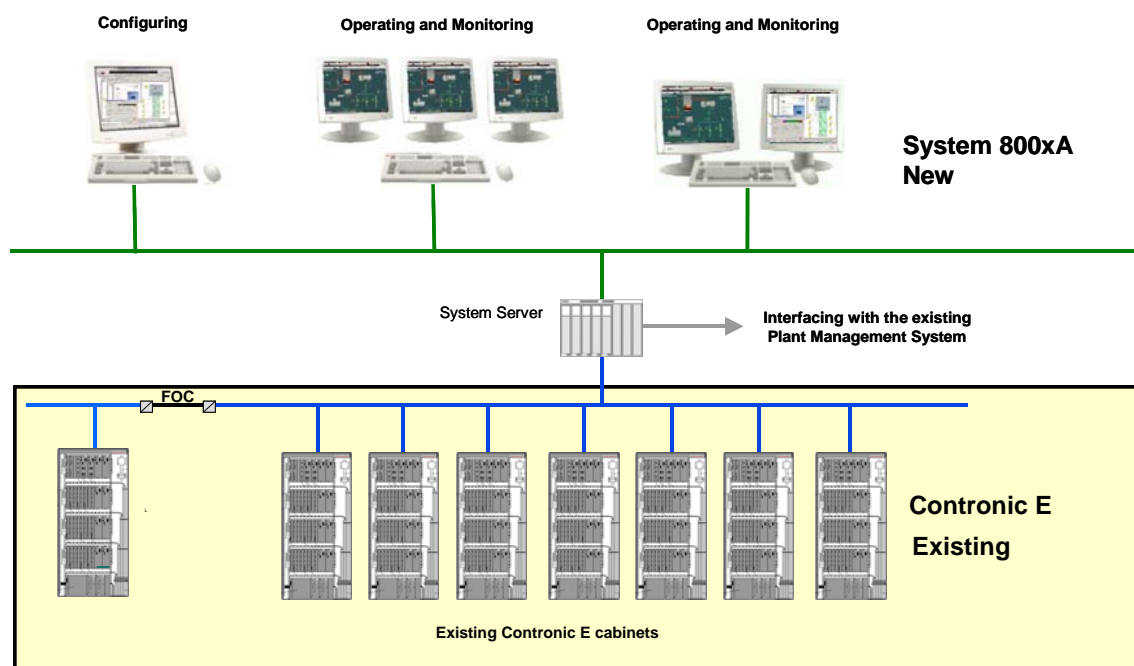 Configuring
Operating and Monitoring
Operating and Monitoring
System 800xA
New
System Server
Interfacing with the existing
Plant Management System
FOC
L
Contronic E
Existing
Existing Contronic E cabinets